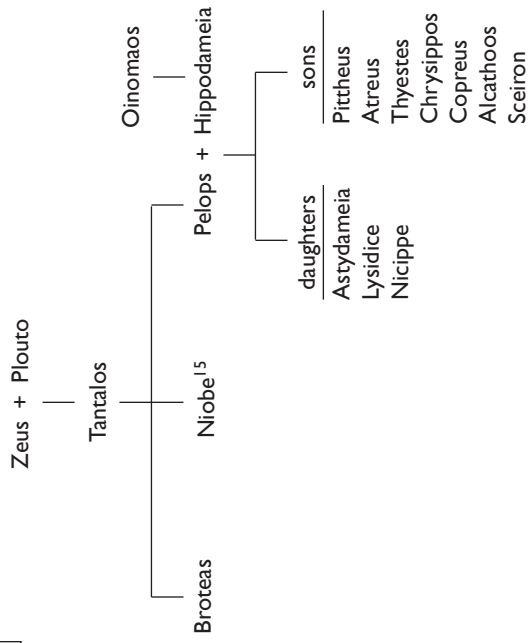 Zeus + Plouto
Oinomaos
Tantalos
Broteas
Niobe15
Pelops + Hippodameia
daughters
Astydameia
Lysidice
Nicippe
sons
Pittheus
Atreus
Thyestes
Chrysippos
Copreus
Alcathoos
Sceiron